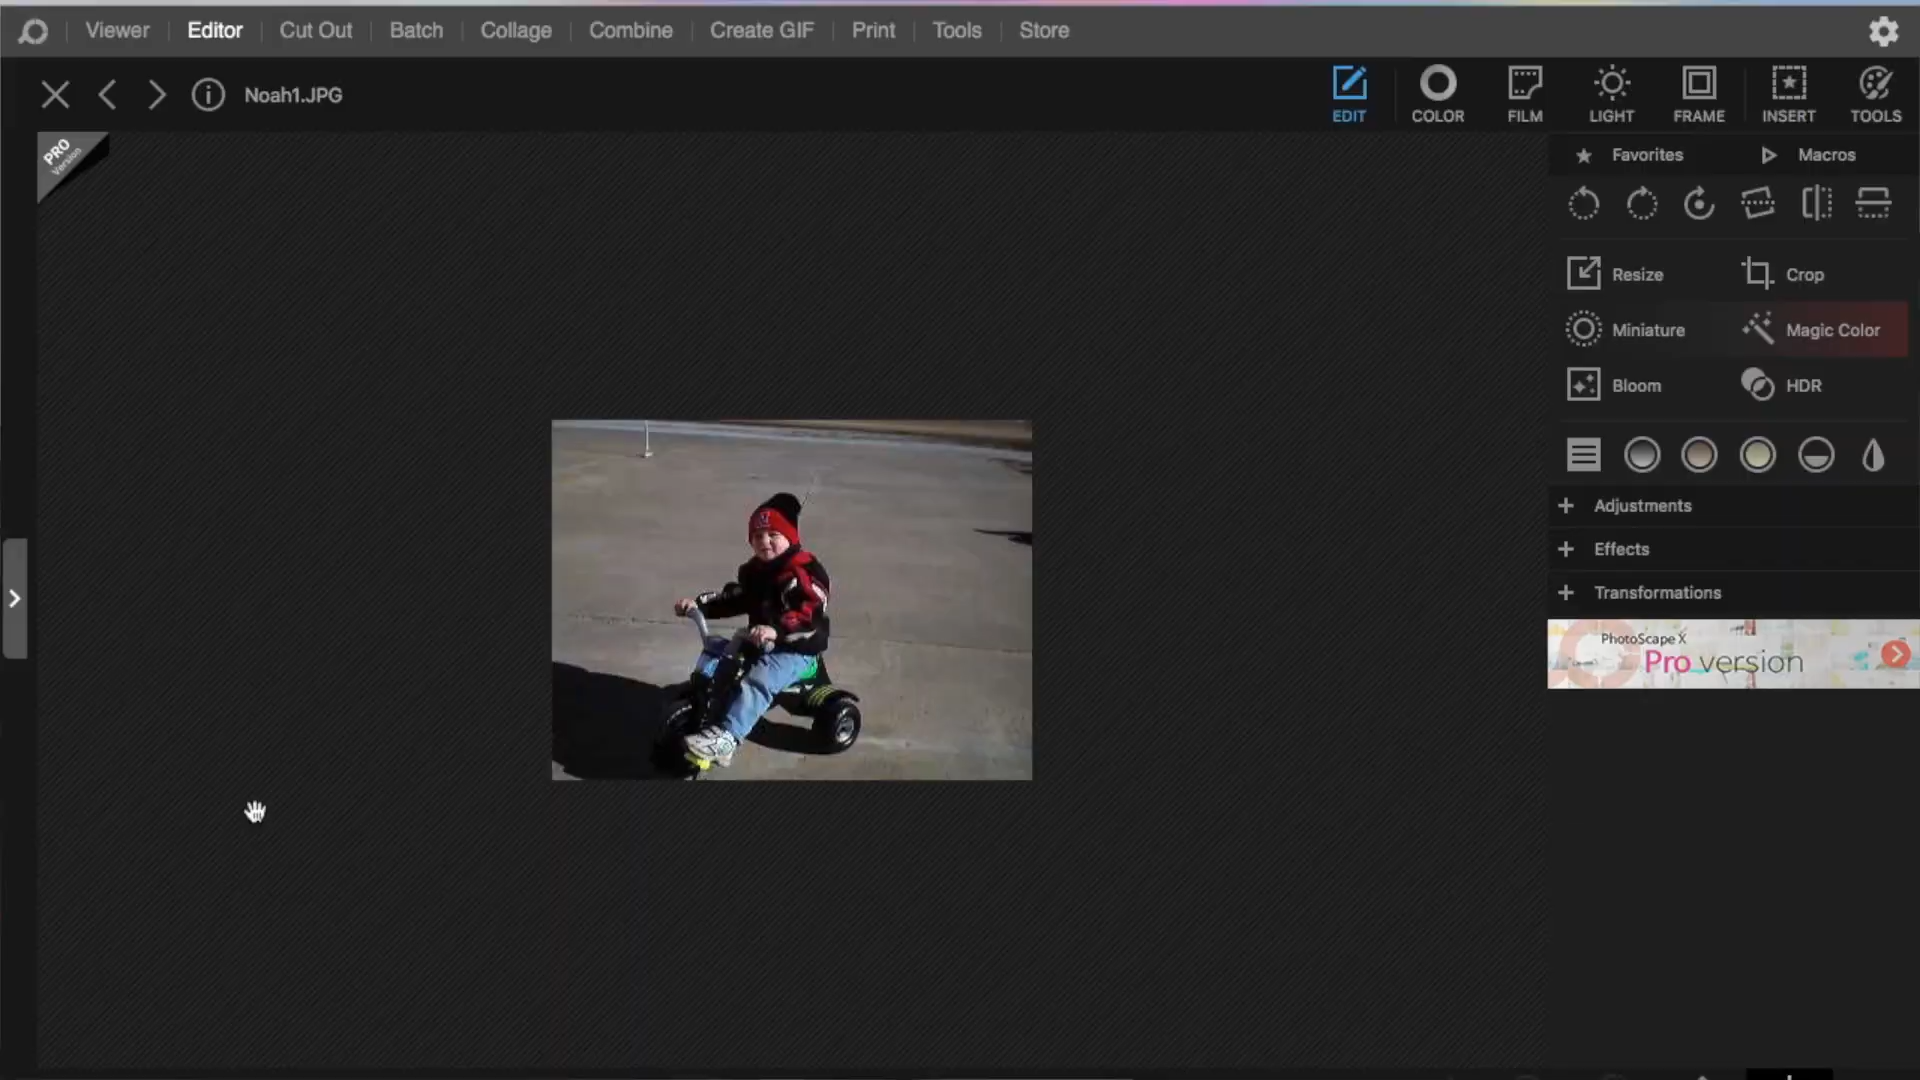 Viewer Editor Cut Out Batch Collage Combine Create GIF Print Tools Store
Noah1.JPG
EDIT COLOR FILM LIGHT FRAME INSERT TOOLS
PRO
Version
Favorites Macros
Resize Crop
Miniature Magic Color
Bloom HDR
Adjustments
Effects
Transformations
PhotoScape X
Pro version